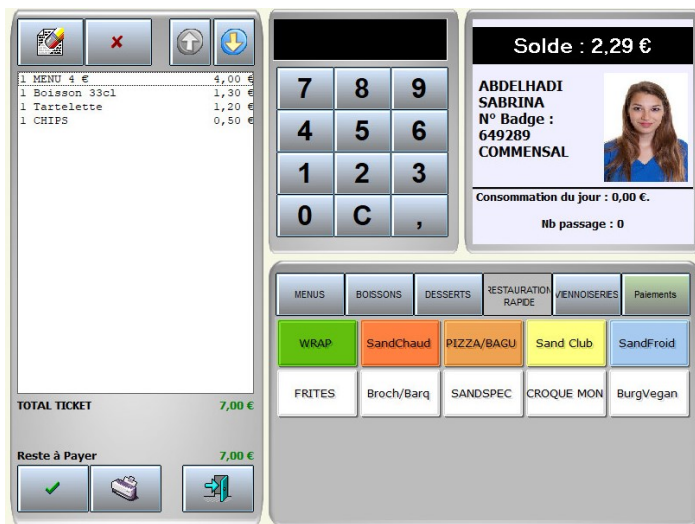 1 MENU 4 € 4,00 €
1 Boisson 33cl 1,30 €
1 Tartelette 1,20 €
1 CHIPS 0,50 €
TOTAL TICKET 7,00 €
Reste à Payer 7,00 €
7 8 9
4 5 6
1 2 3
0 C ,
Solde : 2,29 €
ABDELHADI
SABRINA
N° Badge :
649289
COMMENSAL
Consommation du jour : 0,00 €.
Nb passage : 0
MENUS BOISSONS DESSERTS RESTAURATION RAPIDE VIENNOISERIES Paiements
WRAP SandChaud PIZZA/BAGU Sand Club SandFroid
FRITES Broch/Barq SANDSPEC CROQUE MON BurgVegan